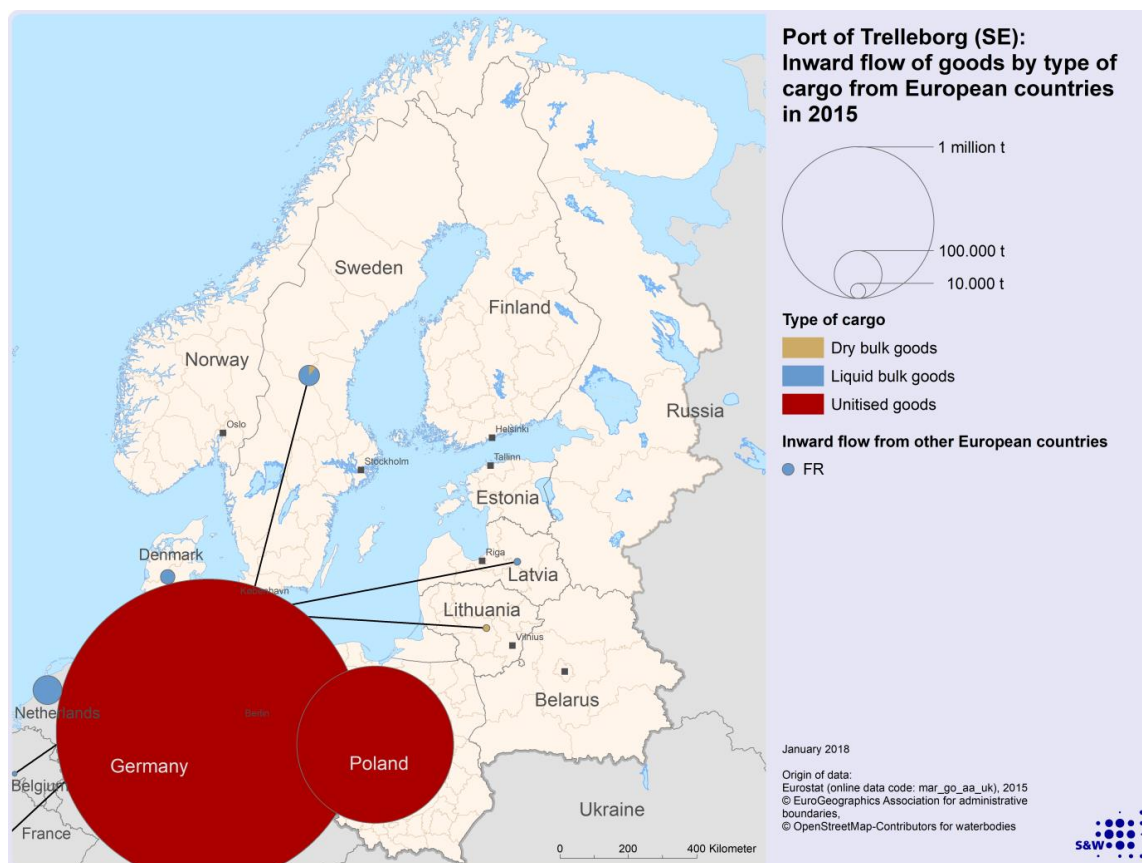 Port of Trelleborg (SE):
Inward flow of goods by type of
cargo from European countries
in 2015
1 million t
100.000 t
10.000 t
Type of cargo
Dry bulk goods
Liquid bulk goods
Unitised goods
Inward flow from other European countries
FR
Sweden
Finland
Norway
Russia
Oslo
Helsinki
Stockholm
Tallinn
Estonia
Denmark
Riga
Latvia
København
Lithuania
Vilnius
Belarus
Netherlands
Berlin
Germany
Poland
Belgium
Ukraine
France
0 200 400 Kilometer
January 2018
Origin of data:
Eurostat (online data code: mar_go_aa_uk), 2015
© EuroGeographics Association for administrative
boundaries,
© OpenStreetMap-Contributors for waterbodies
S&W